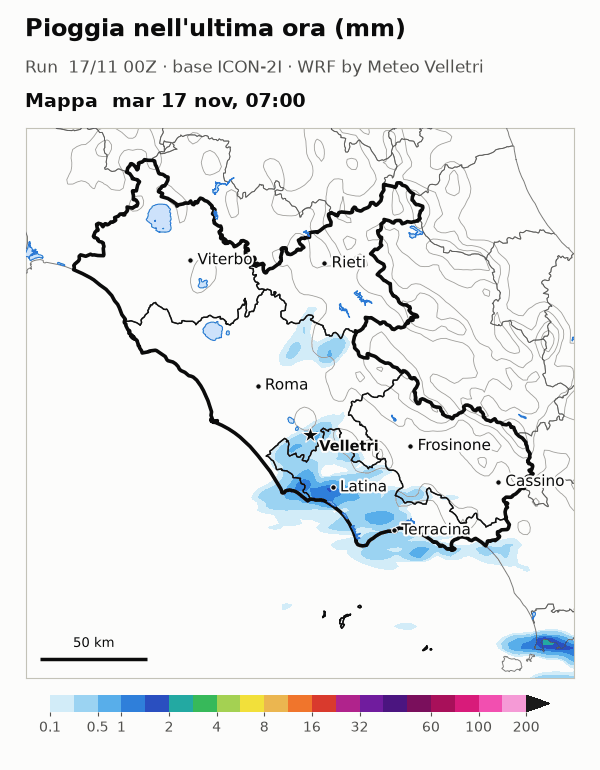 Pioggia nell'ultima ora (mm)
Run  17/11 00Z · base ICON-2I · WRF by Meteo Velletri
Mappa  mar 17 nov, 07:00
Viterbo
Rieti
Roma
Velletri
Frosinone
Latina
Cassino
Terracina
50 km
0.1 0.5 1 2 4 8 16 32 60 100 200